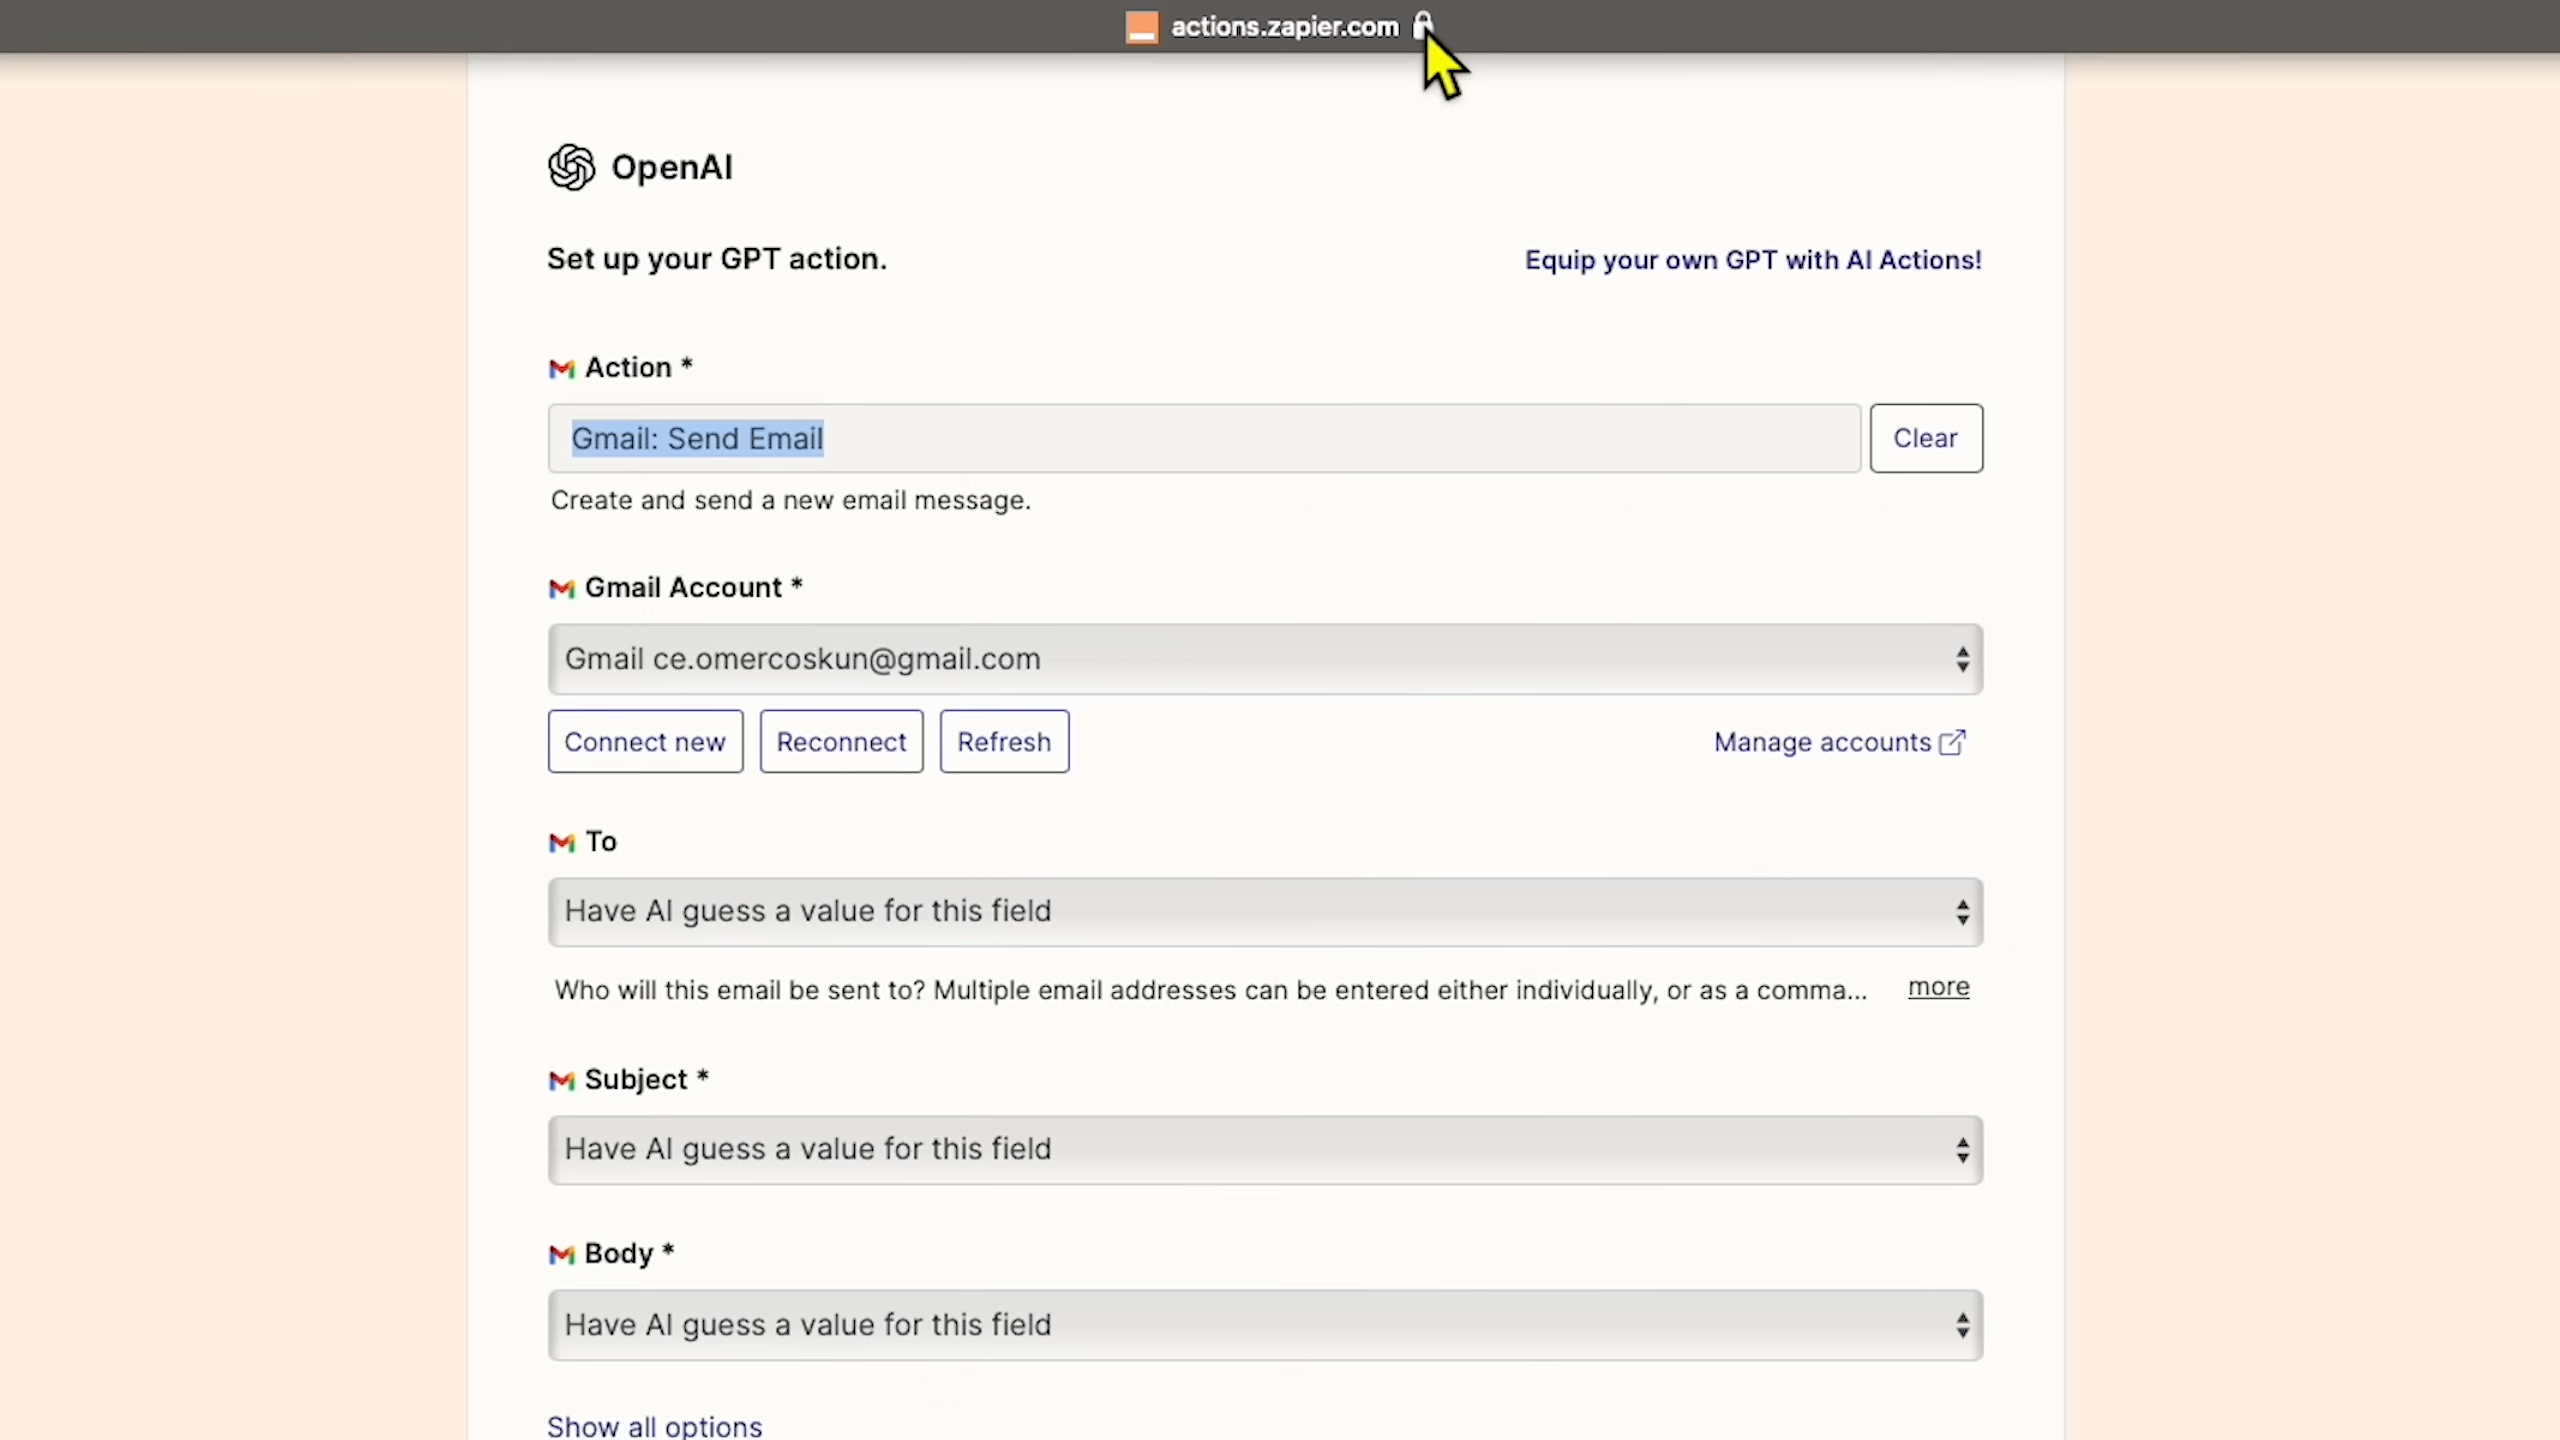 actions.zapier.com
OpenAI
Set up your GPT action.
Equip your own GPT with AI Actions!
Action *
Gmail: Send Email
Clear
Create and send a new email message.
Gmail Account *
Gmail ce.omercoskun@gmail.com
Connect new
Reconnect
Refresh
Manage accounts
To
Have AI guess a value for this field
Who will this email be sent to? Multiple email addresses can be entered either individually, or as a comma...
more
Subject *
Have AI guess a value for this field
Body *
Have AI guess a value for this field
Show all options